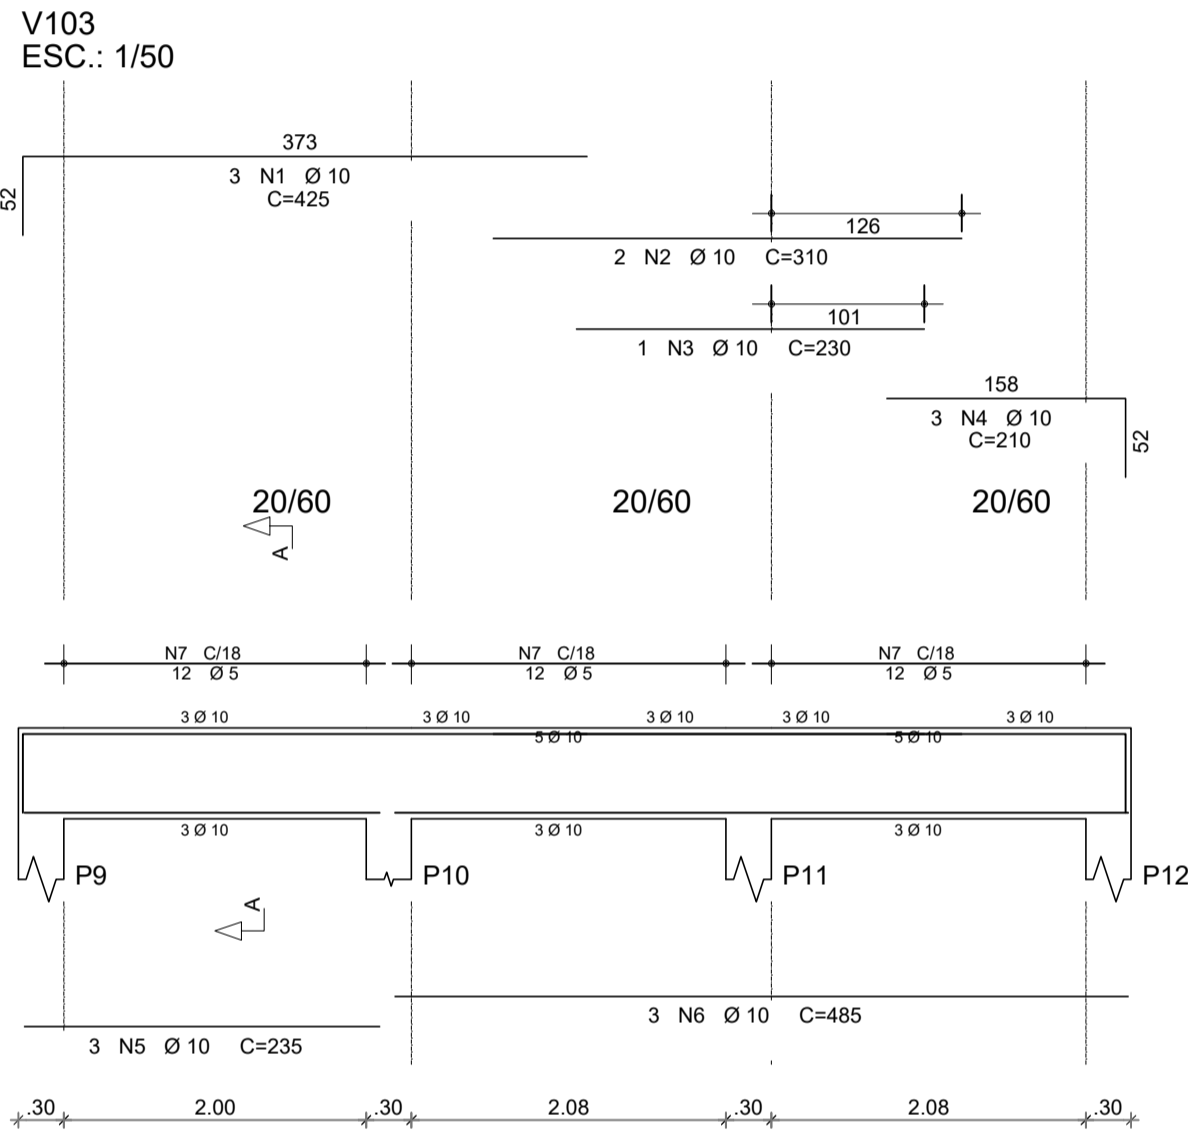 V103
ESC.: 1/50
373
52
3 N1 Ø 10
C=425
126
2 N2 Ø 10 C=310
101
1 N3 Ø 10 C=230
158
3 N4 Ø 10
C=210
52
20/60 20/60 20/60
A
N7 C/18 N7 C/18 N7 C/18
12 Ø 5 12 Ø 5 12 Ø 5
3 Ø 10 3 Ø 10 3 Ø 10 3 Ø 10 3 Ø 10
5 Ø 10 5 Ø 10
3 Ø 10 3 Ø 10 3 Ø 10
P9 P10 P11 P12
A
3 N6 Ø 10 C=485
3 N5 Ø 10 C=235
.30 2.00 .30 2.08 .30 2.08 .30